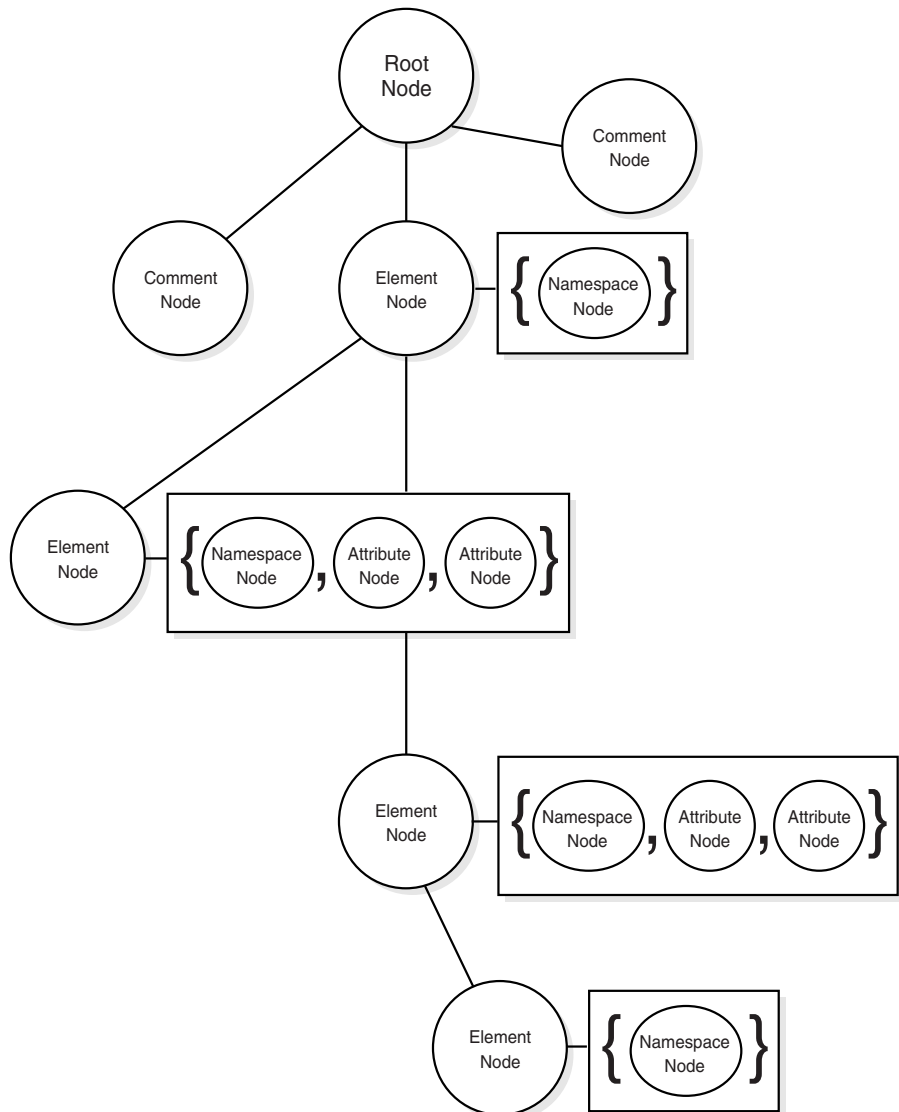 Root
Node
Comment
Node
Comment
Node
Element
Node
{ Namespace
Node }
Element
Node
{ Namespace
Node , Attribute
Node , Attribute
Node }
Element
Node
{ Namespace
Node , Attribute
Node , Attribute
Node }
Element
Node
{ Namespace
Node }